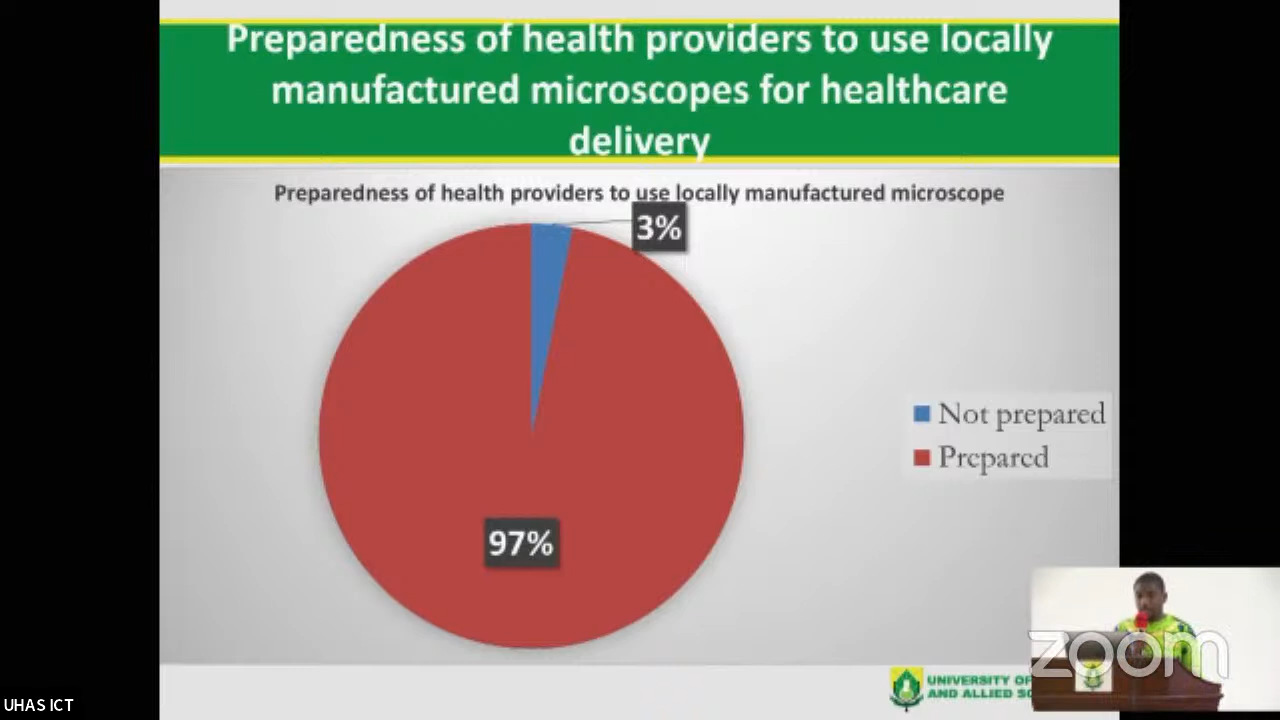 Preparedness of health providers to use locally
manufactured microscopes for healthcare
delivery
Preparedness of health providers to use locally manufactured microscope
3%
97%
Not prepared
Prepared
UNIVERSITY OF
AND ALLIED
zoom
UHAS ICT